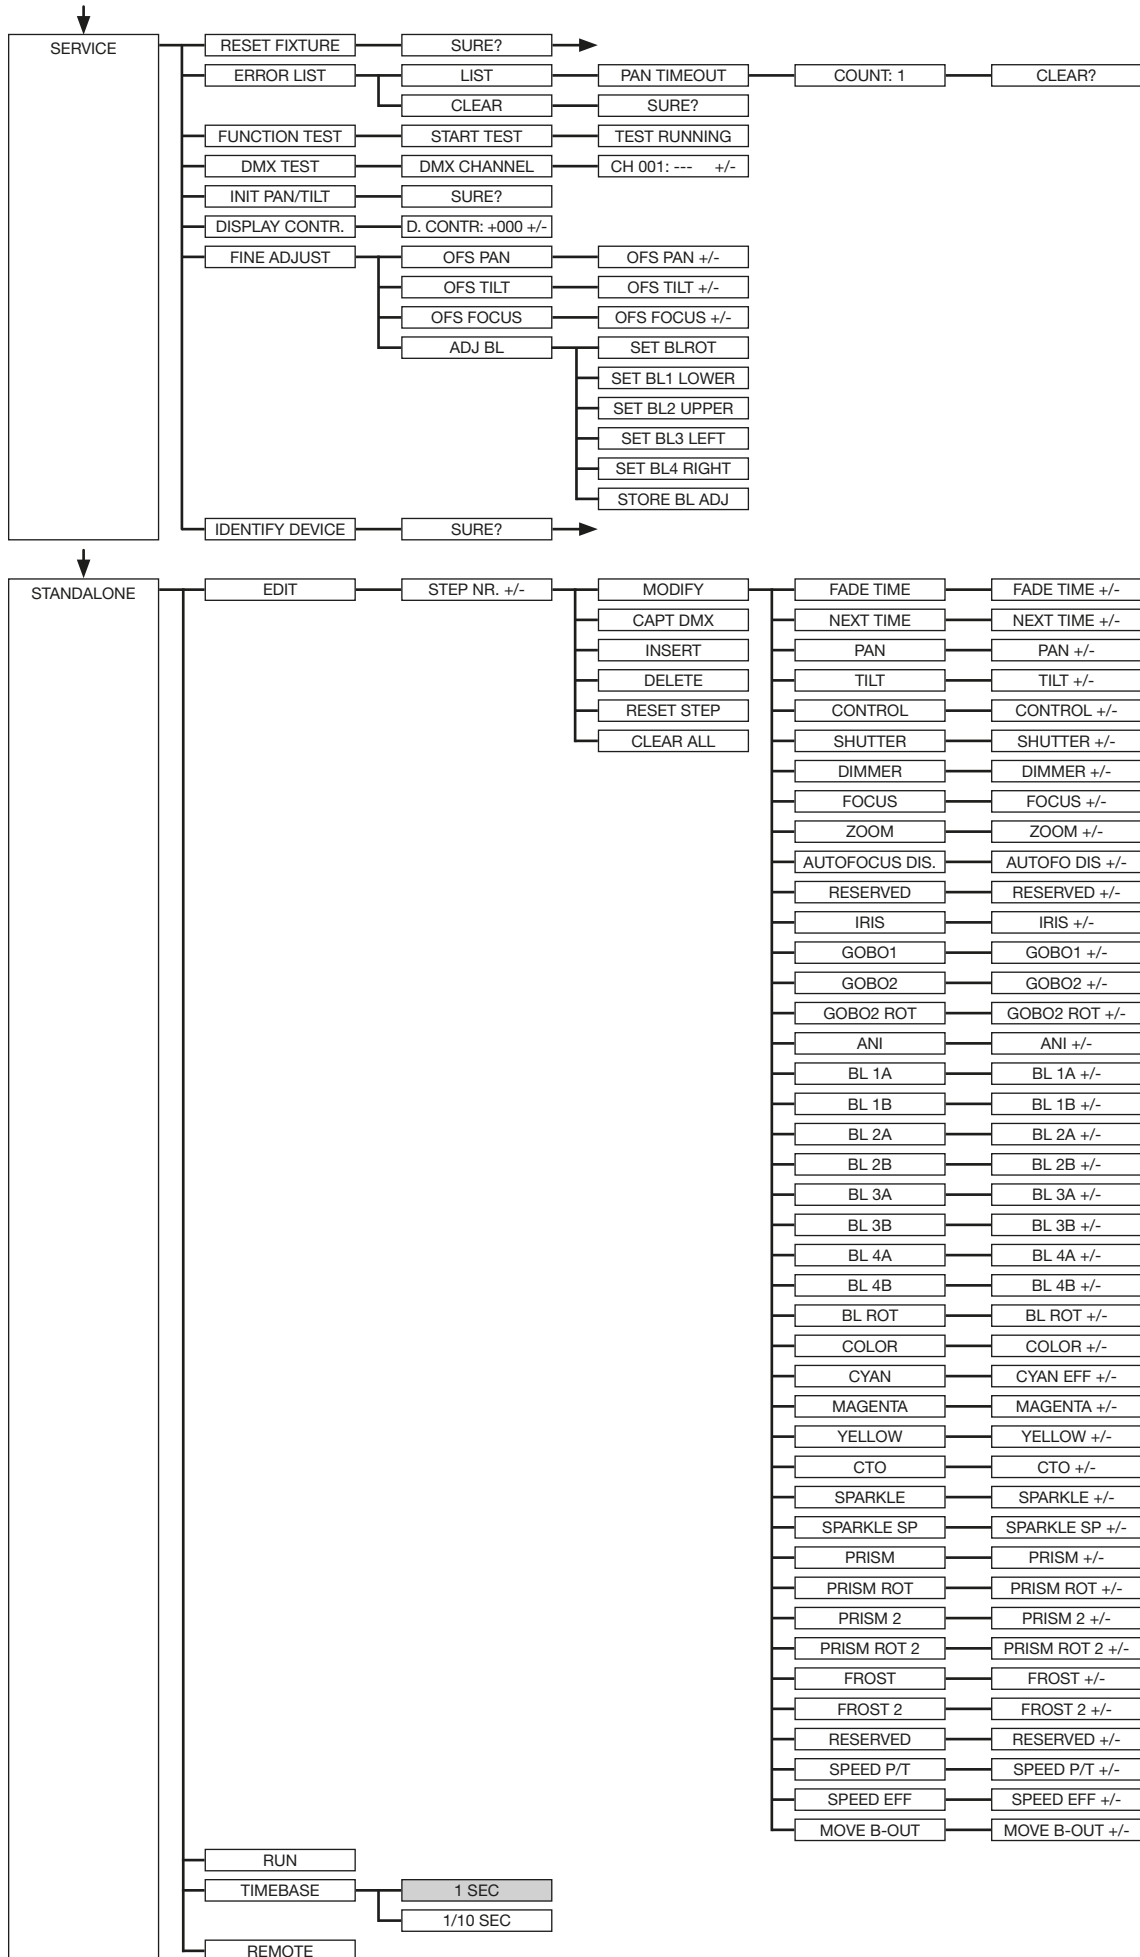 SERVICE
RESET FIXTURE SURE?
ERROR LIST LIST PAN TIMEOUT COUNT: 1 CLEAR?
CLEAR SURE?
FUNCTION TEST START TEST TEST RUNNING
DMX TEST DMX CHANNEL CH 001: --- +/-
INIT PAN/TILT SURE?
DISPLAY CONTR. D. CONTR: +000 +/-
FINE ADJUST OFS PAN OFS PAN +/-
OFS TILT OFS TILT +/-
OFS FOCUS OFS FOCUS +/-
ADJ BL SET BLROT
SET BL1 LOWER
SET BL2 UPPER
SET BL3 LEFT
SET BL4 RIGHT
STORE BL ADJ
IDENTIFY DEVICE SURE?
STANDALONE
EDIT STEP NR. +/- MODIFY FADE TIME FADE TIME +/-
CAPT DMX NEXT TIME NEXT TIME +/-
INSERT PAN PAN +/-
DELETE TILT TILT +/-
RESET STEP CONTROL CONTROL +/-
CLEAR ALL SHUTTER SHUTTER +/-
DIMMER DIMMER +/-
FOCUS FOCUS +/-
ZOOM ZOOM +/-
AUTOFOCUS DIS. AUTOFO DIS +/-
RESERVED RESERVED +/-
IRIS IRIS +/-
GOBO1 GOBO1 +/-
GOBO2 GOBO2 +/-
GOBO2 ROT GOBO2 ROT +/-
ANI ANI +/-
BL 1A BL 1A +/-
BL 1B BL 1B +/-
BL 2A BL 2A +/-
BL 2B BL 2B +/-
BL 3A BL 3A +/-
BL 3B BL 3B +/-
BL 4A BL 4A +/-
BL 4B BL 4B +/-
BL ROT BL ROT +/-
COLOR COLOR +/-
CYAN CYAN EFF +/-
MAGENTA MAGENTA +/-
YELLOW YELLOW +/-
CTO CTO +/-
SPARKLE SPARKLE +/-
SPARKLE SP SPARKLE SP +/-
PRISM PRISM +/-
PRISM ROT PRISM ROT +/-
PRISM 2 PRISM 2 +/-
PRISM ROT 2 PRISM ROT 2 +/-
FROST FROST +/-
FROST 2 FROST 2 +/-
RESERVED RESERVED +/-
SPEED P/T SPEED P/T +/-
SPEED EFF SPEED EFF +/-
MOVE B-OUT MOVE B-OUT +/-
RUN
TIMEBASE 1 SEC
1/10 SEC
REMOTE